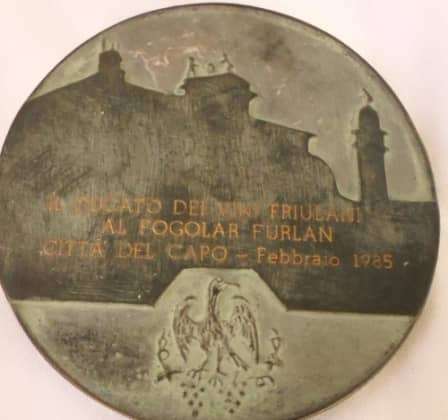 IL DUCATO DEI VINI FRIULANI
AL FOGOLAR FURLAN
CITTÀ DEL CAPO - Febbraio 1985